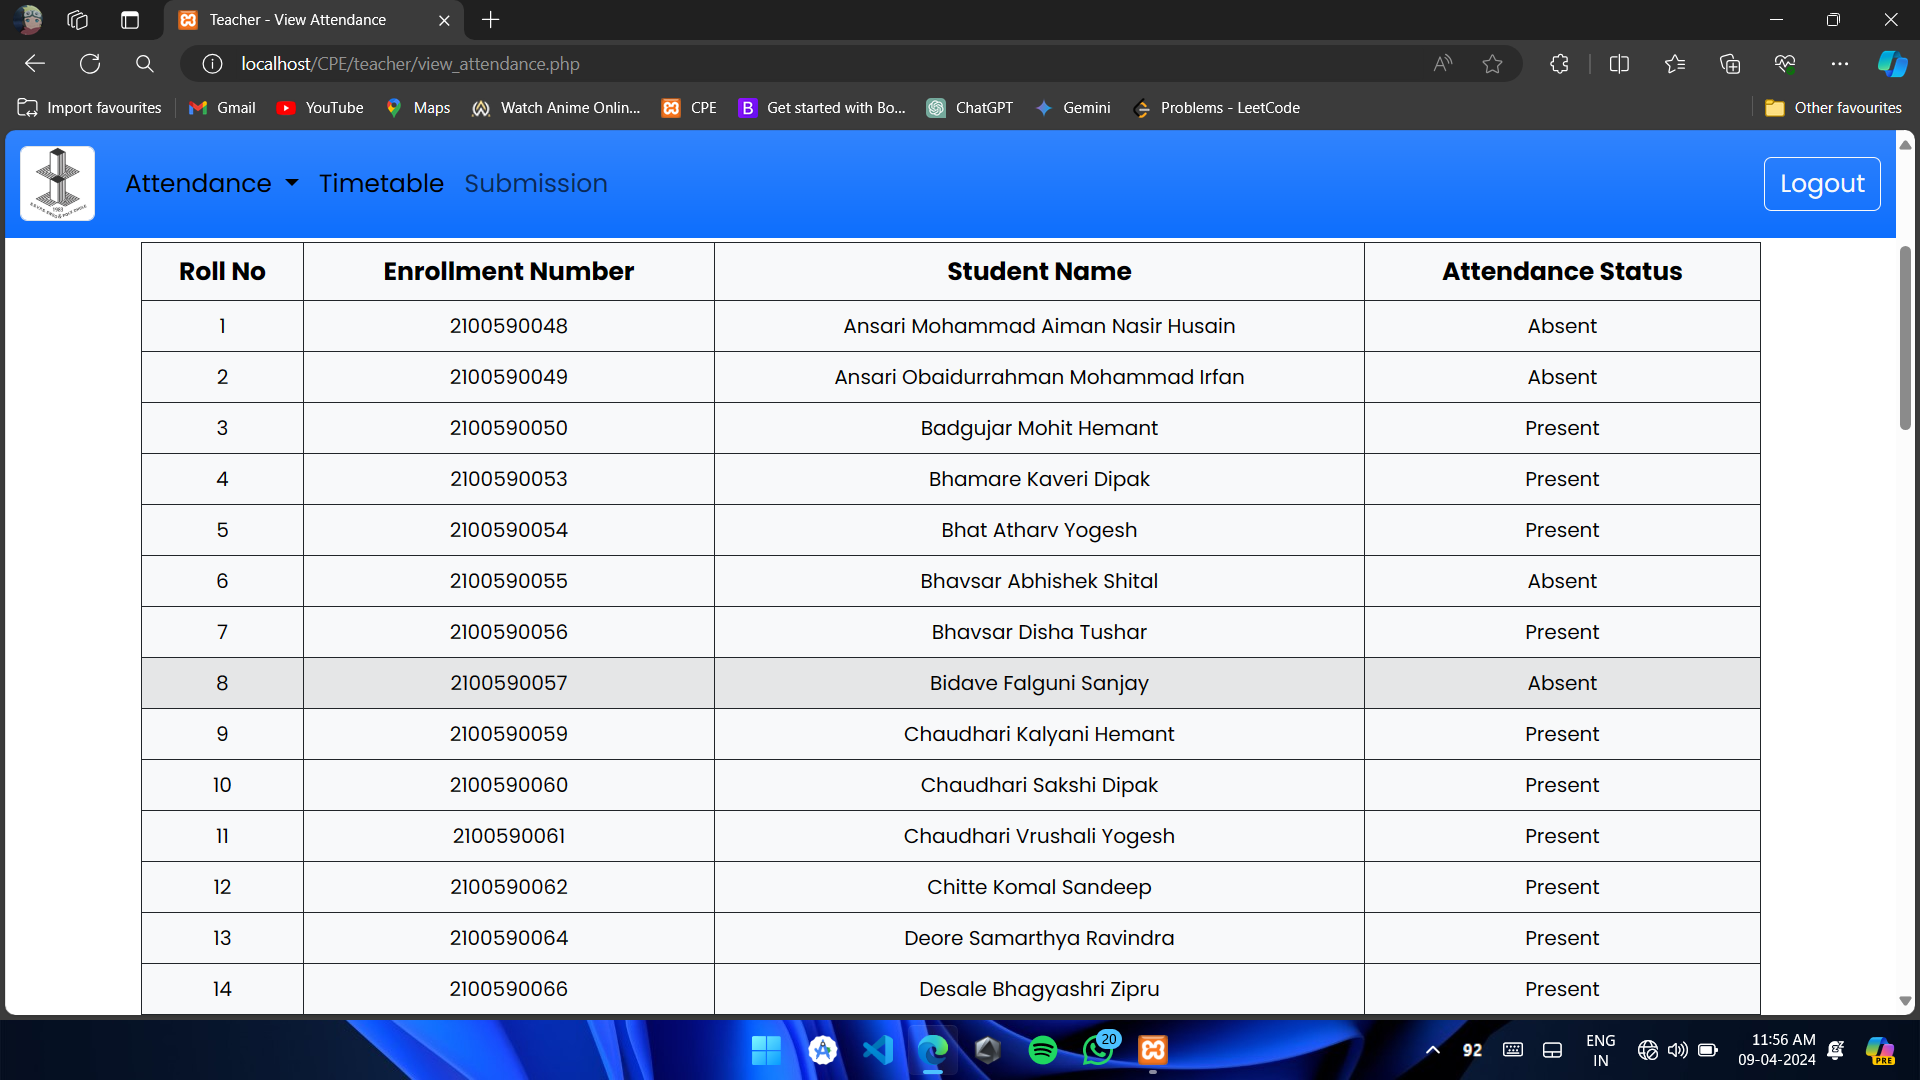 Teacher - View Attendance
localhost/CPE/teacher/view_attendance.php
Import favourites Gmail YouTube Maps Watch Anime Onlin... CPE Get started with Bo... ChatGPT Gemini Problems - LeetCode Other favourites
1983
Attendance Timetable Submission Logout
Roll No Enrollment Number Student Name Attendance Status
1 2100590048 Ansari Mohammad Aiman Nasir Husain Absent
2 2100590049 Ansari Obaidurrahman Mohammad Irfan Absent
3 2100590050 Badgujar Mohit Hemant Present
4 2100590053 Bhamare Kaveri Dipak Present
5 2100590054 Bhat Atharv Yogesh Present
6 2100590055 Bhavsar Abhishek Shital Absent
7 2100590056 Bhavsar Disha Tushar Present
8 2100590057 Bidave Falguni Sanjay Absent
9 2100590059 Chaudhari Kalyani Hemant Present
10 2100590060 Chaudhari Sakshi Dipak Present
11 2100590061 Chaudhari Vrushali Yogesh Present
12 2100590062 Chitte Komal Sandeep Present
13 2100590064 Deore Samarthya Ravindra Present
14 2100590066 Desale Bhagyashri Zipru Present
20
92
ENG
IN
11:56 AM
09-04-2024
PRE